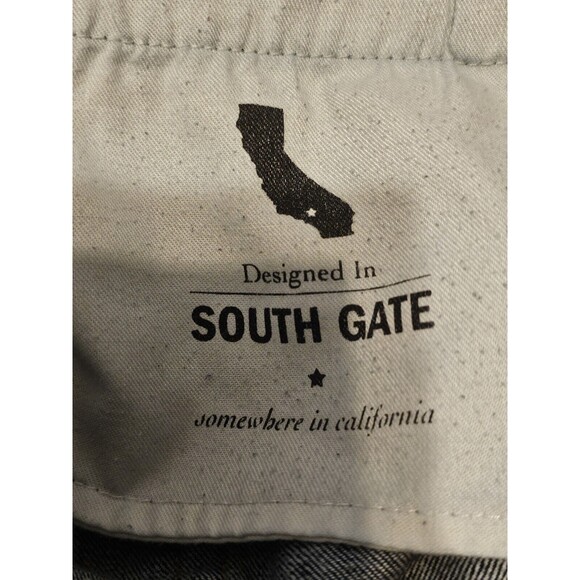 Designed In
SOUTH GATE
somewhere in california